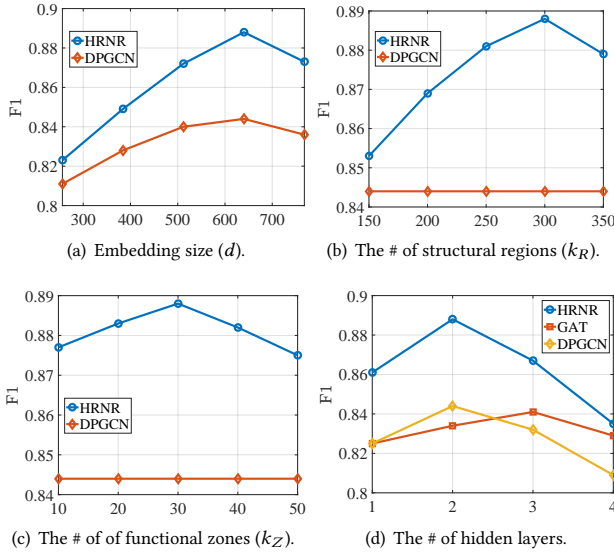 0.9
0.88
0.86
0.84
0.82
0.8
F1
HRNR
DPGCN
300 400 500 600 700
(a) Embedding size (d).
0.89
0.88
0.87
0.86
0.85
0.84
F1
HRNR
DPGCN
150 200 250 300 350
(b) The # of structural regions (k_R).
0.89
0.88
0.87
0.86
0.85
0.84
F1
HRNR
DPGCN
10 20 30 40 50
(c) The # of of functional zones (k_Z).
0.9
0.88
0.86
0.84
0.82
0.8
F1
HRNR
GAT
DPGCN
1 2 3 4
(d) The # of hidden layers.